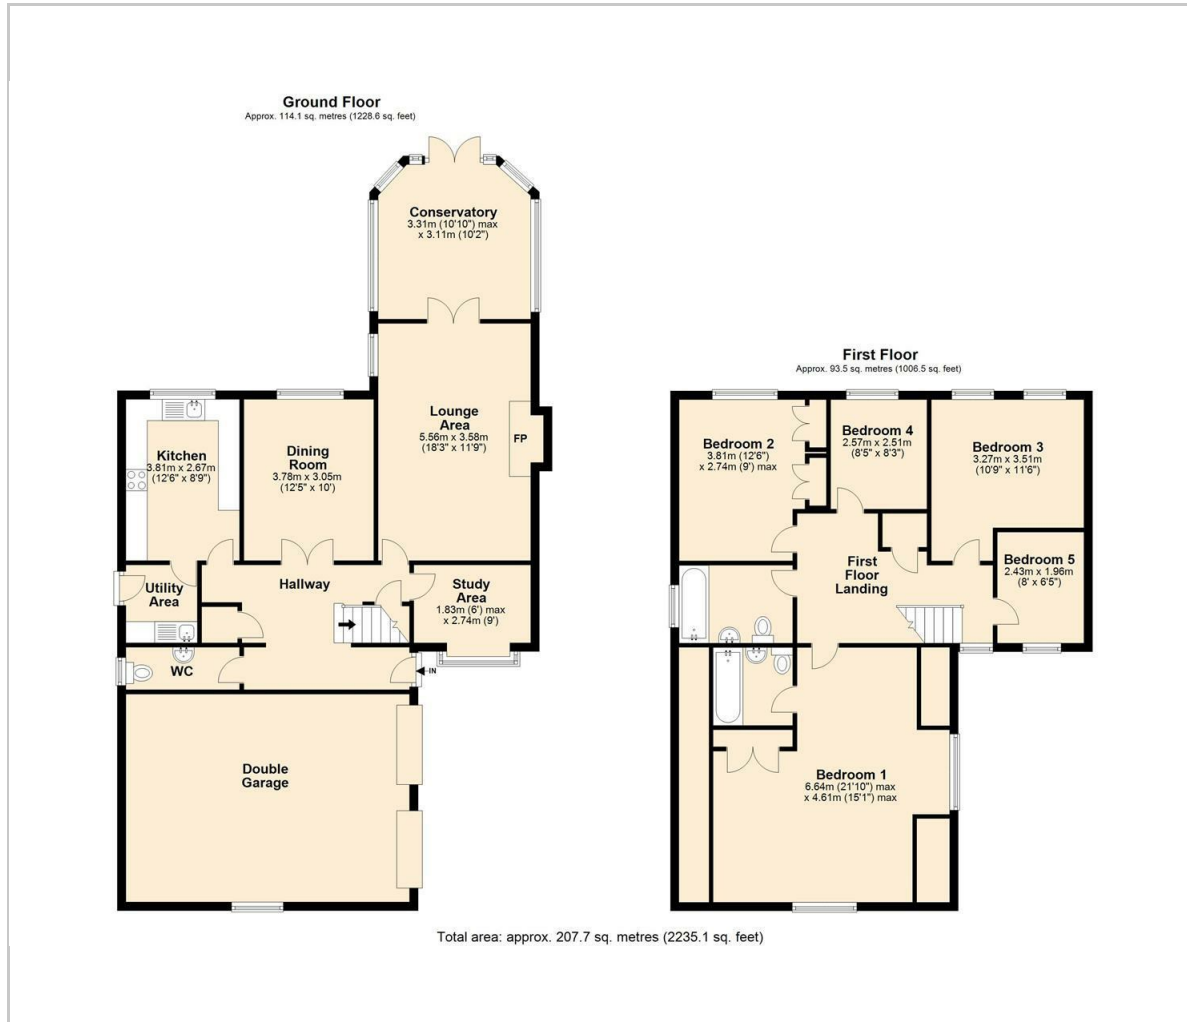 Ground Floor
Approx. 114.1 sq. metres (1228.6 sq. feet)
Conservatory
3.31m (10'10") max
x 3.11m (10'2")
Lounge
Area
5.56m x 3.58m
(18'3" x 11'9")
FP
Kitchen
3.81m x 2.67m
(12'6" x 8'9")
Dining
Room
3.78m x 3.05m
(12'5" x 10')
Utility
Area
Hallway
Study
Area
1.83m (6') max
x 2.74m (9')
WC
IN
Double
Garage
First Floor
Approx. 93.5 sq. metres (1006.5 sq. feet)
Bedroom 2
3.81m (12'6")
x 2.74m (9') max
Bedroom 4
2.57m x 2.51m
(8'5" x 8'3")
Bedroom 3
3.27m x 3.51m
(10'9" x 11'6")
First
Floor
Landing
Bedroom 5
2.43m x 1.96m
(8' x 6'5")
Bedroom 1
6.64m (21'10") max
x 4.61m (15'1") max
Total area: approx. 207.7 sq. metres (2235.1 sq. feet)